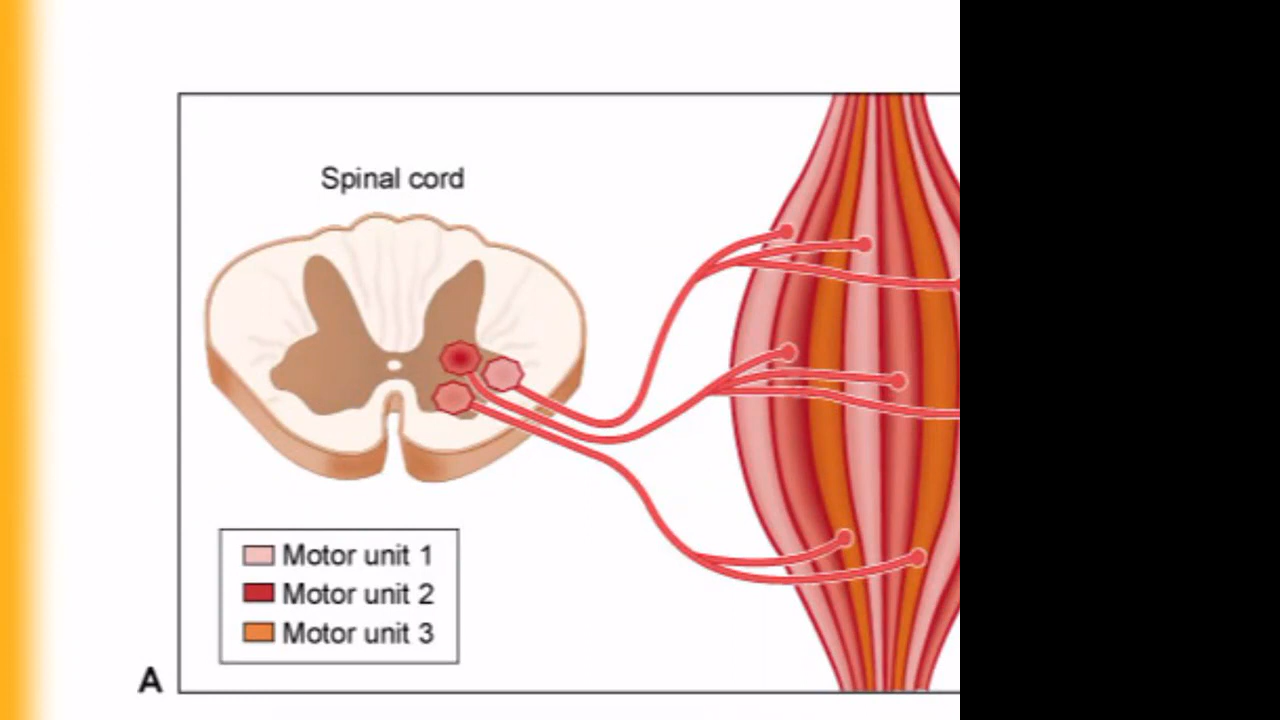 Spinal cord
Motor unit 1
Motor unit 2
Motor unit 3
A